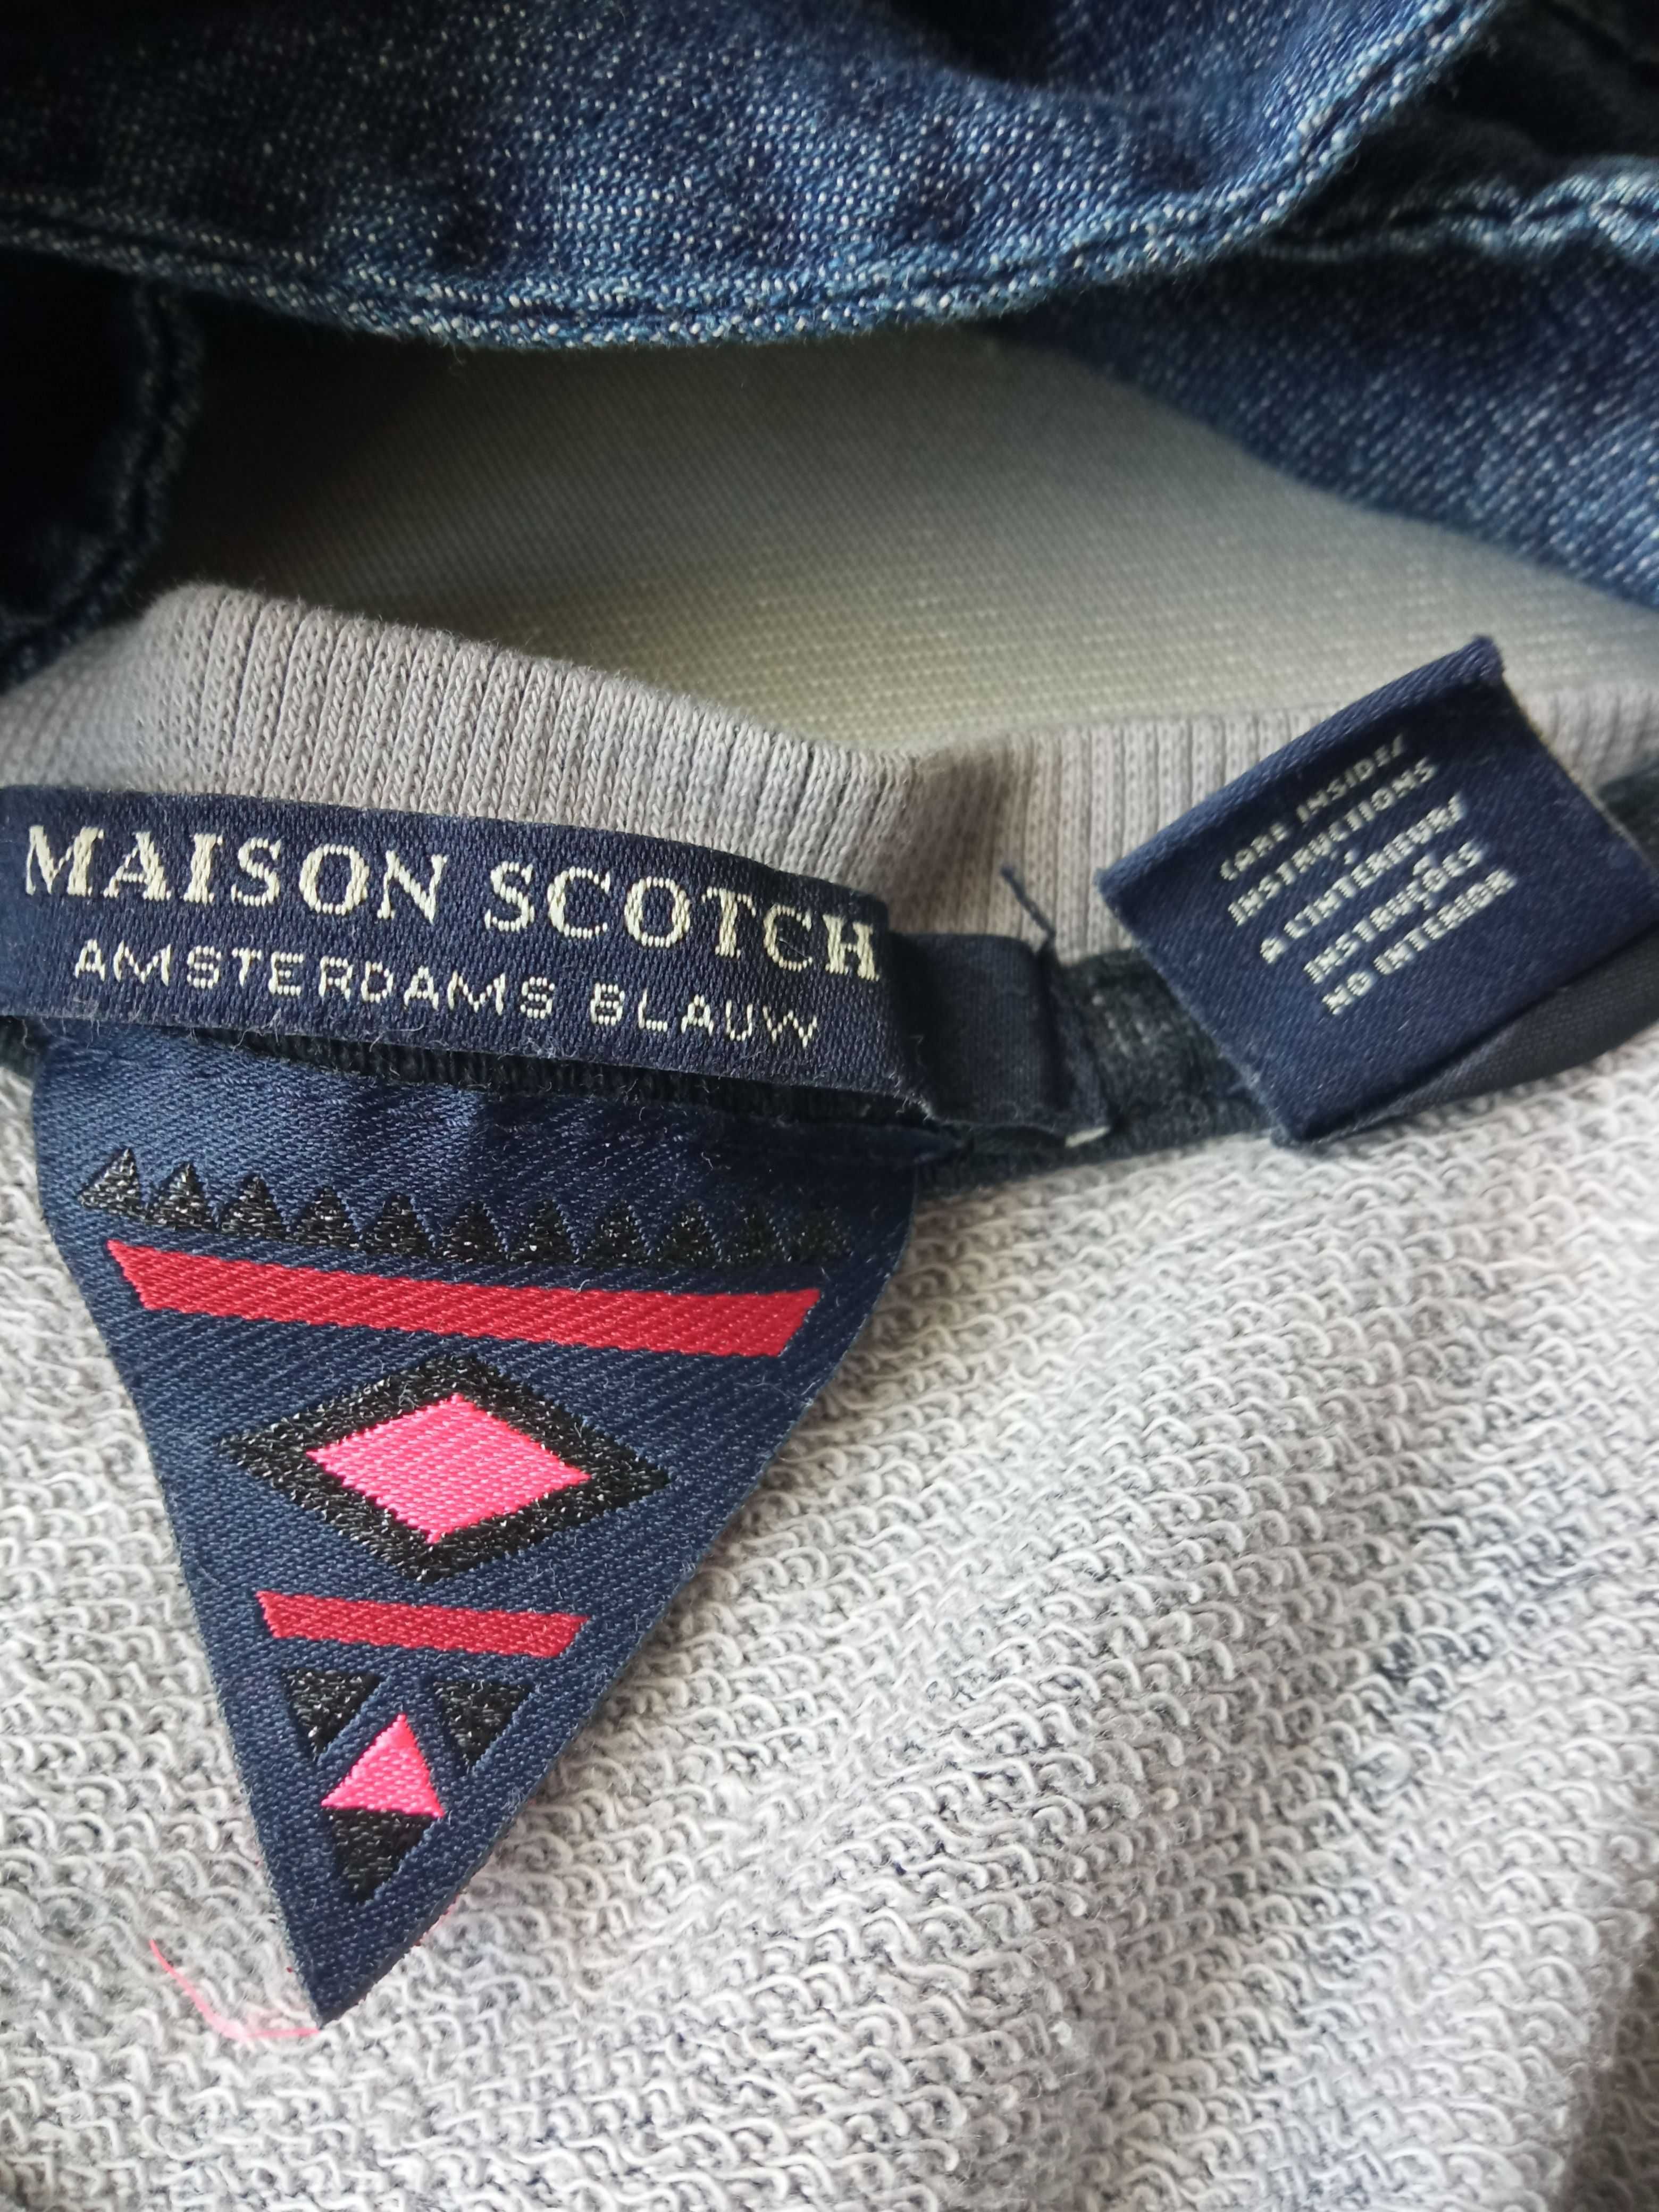 MAISON SCOTCH
AMSTERDAMS BLAUW
CARE INSIDE/
INSTRUCTIONS
À L'INTÉRIEUR/
INSTRUÇÕES
NO INTERIOR